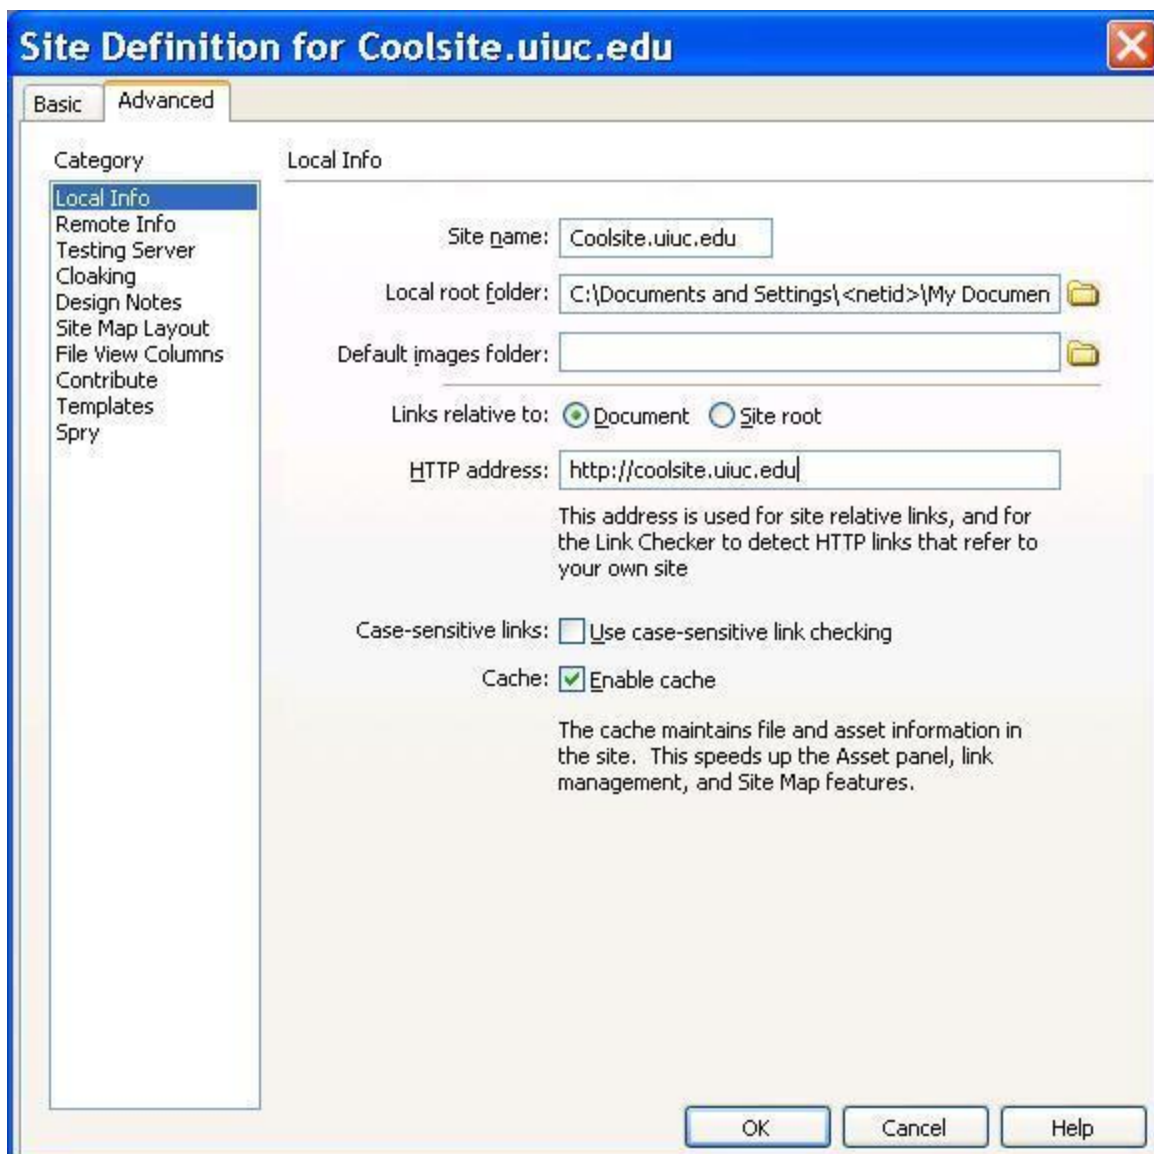 Site Definition for Coolsite.uiuc.edu
Basic
Advanced
Category
Local Info
Remote Info
Testing Server
Cloaking
Design Notes
Site Map Layout
File View Columns
Contribute
Templates
Spry
Local Info
Site name: Coolsite.uiuc.edu
Local root folder: C:\Documents and Settings\<netid>\My Documen
Default images folder:
Links relative to: Document Site root
HTTP address: http://coolsite.uiuc.edu
This address is used for site relative links, and for
the Link Checker to detect HTTP links that refer to
your own site
Case-sensitive links: Use case-sensitive link checking
Cache: Enable cache
The cache maintains file and asset information in
the site. This speeds up the Asset panel, link
management, and Site Map features.
OK Cancel Help